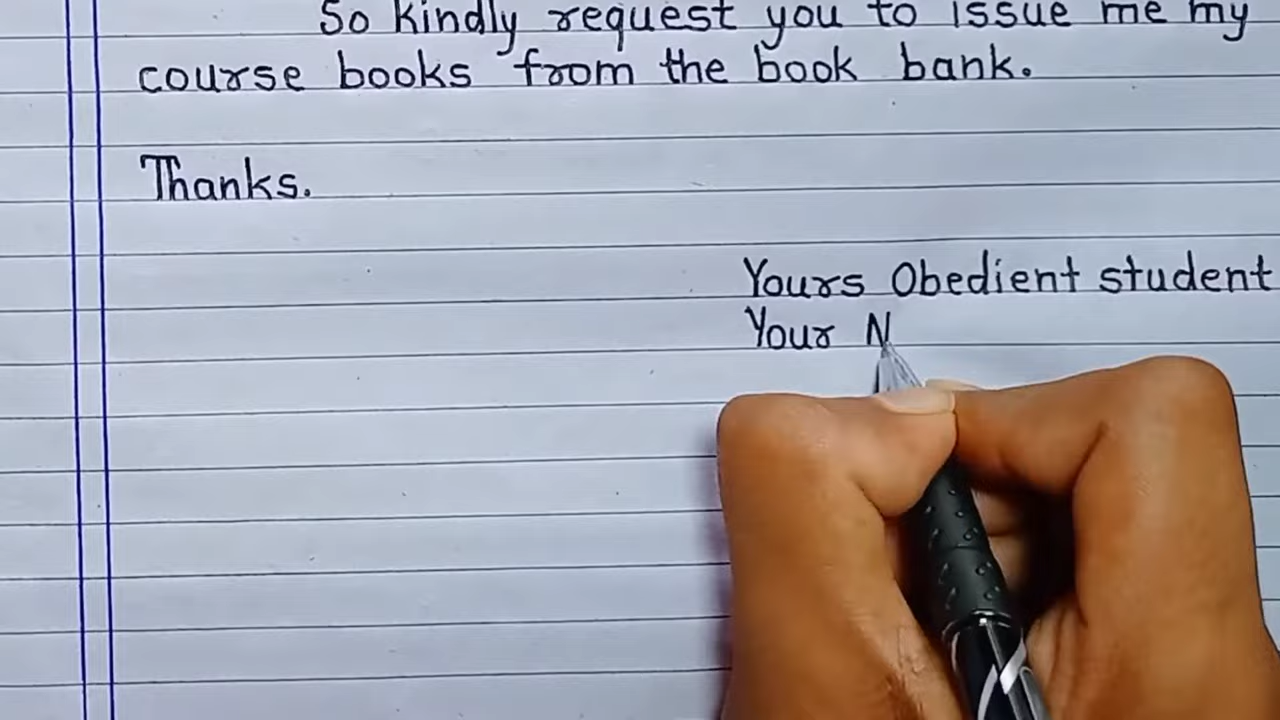 So kindly request you to issue me my
course books from the book bank.
Thanks.
Yours Obedient student
Your N